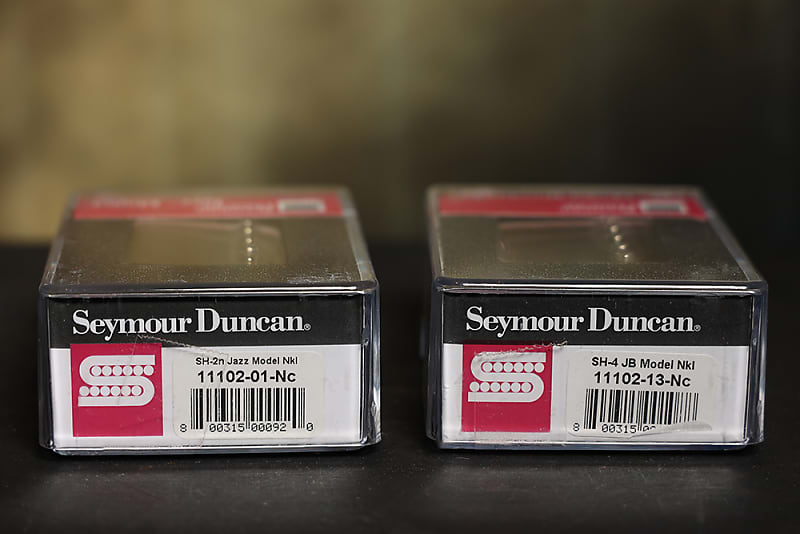 Seymour Duncan®
SH-2n Jazz Model Nkl
11102-01-Nc
8 00315 00092 0
Seymour Duncan®
SH-4 JB Model Nkl
11102-13-Nc
8 00315